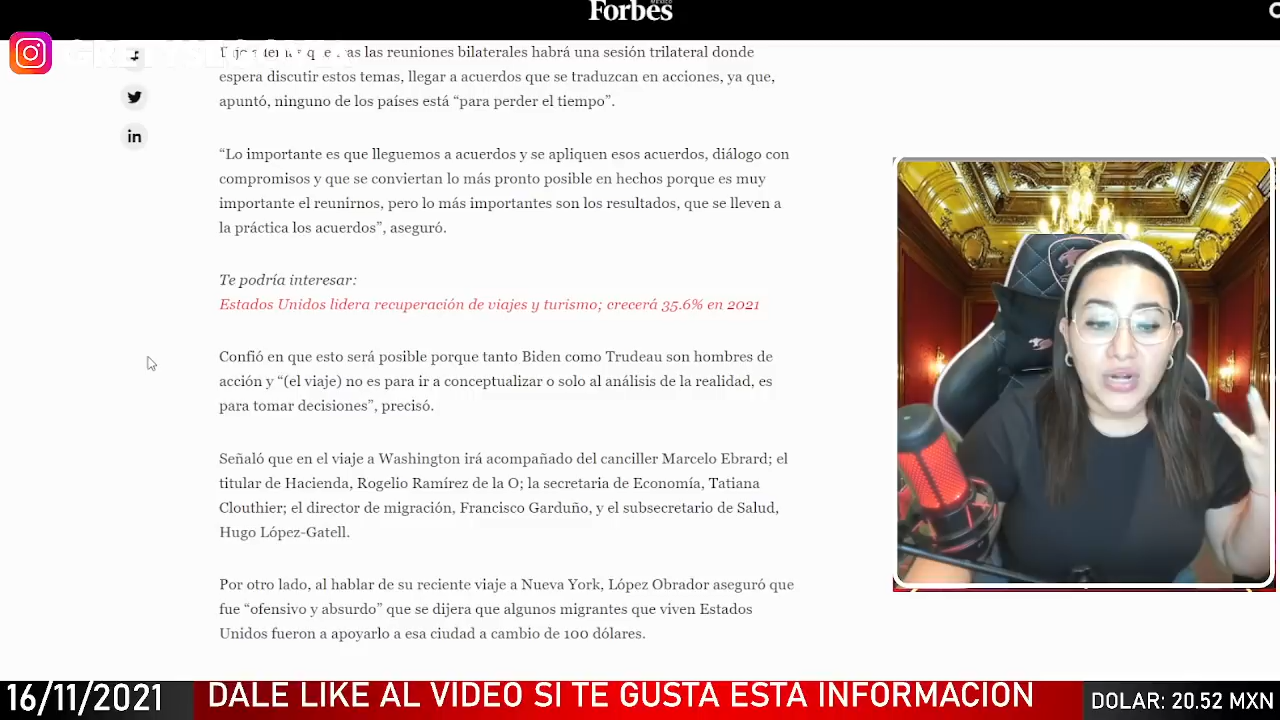 Forbes
MÉXICO
que
las reuniones bilaterales habrá una sesión trilateral donde
espera discutir estos temas, llegar a acuerdos que se traduzcan en acciones, ya que,
apuntó, ninguno de los países está “para perder el tiempo”.
“Lo importante es que lleguemos a acuerdos y se apliquen esos acuerdos, diálogo con
compromisos y que se conviertan lo más pronto posible en hechos porque es muy
importante el reunirnos, pero lo más importantes son los resultados, que se lleven a
la práctica los acuerdos”, aseguró.
Te podría interesar:
Estados Unidos lidera recuperación de viajes y turismo; crecerá 35.6% en 2021
Confió en que esto será posible porque tanto Biden como Trudeau son hombres de
acción y “(el viaje) no es para ir a conceptualizar o solo al análisis de la realidad, es
para tomar decisiones”, precisó.
Señaló que en el viaje a Washington irá acompañado del canciller Marcelo Ebrard; el
titular de Hacienda, Rogelio Ramírez de la O; la secretaria de Economía, Tatiana
Clouthier; el director de migración, Francisco Garduño, y el subsecretario de Salud,
Hugo López-Gatell.
Por otro lado, al hablar de su reciente viaje a Nueva York, López Obrador aseguró que
fue “ofensivo y absurdo” que se dijera que algunos migrantes que viven Estados
Unidos fueron a apoyarlo a esa ciudad a cambio de 100 dólares.
16/11/2021
DALE LIKE AL VIDEO SI TE GUSTA ESTA INFORMACION
DOLAR: 20.52 MXN